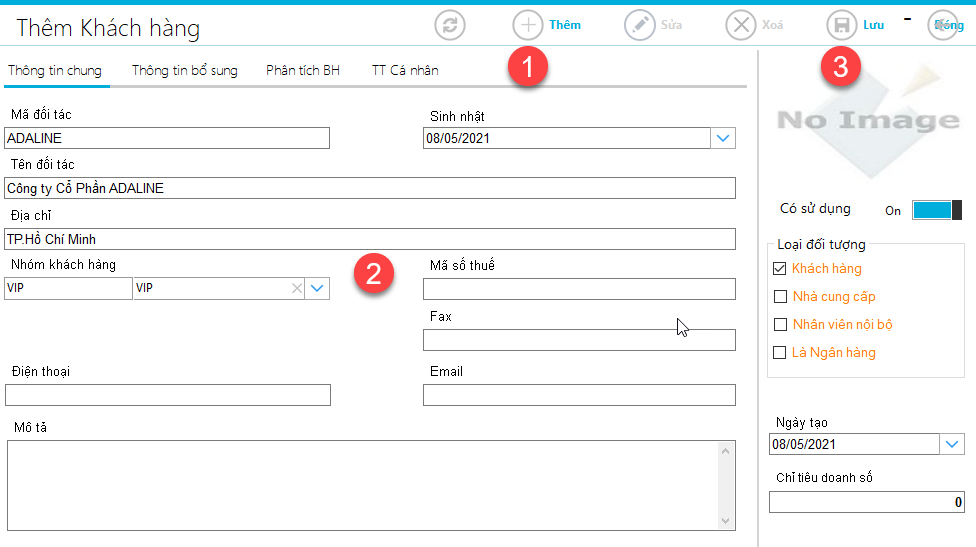 Thêm Khách hàng
Thêm
Sửa
Xoá
Lưu
Đóng
1
3
Thông tin chung
Thông tin bổ sung
Phân tích BH
TT Cá nhân
No Image
Mã đối tác
Sinh nhật
ADALINE
08/05/2021
Tên đối tác
Công ty Cổ Phần ADALINE
Có sử dụng
On
Địa chỉ
TP.Hồ Chí Minh
Loại đối tượng
Nhóm khách hàng
2
Mã số thuế
Khách hàng
VIP
VIP
Nhà cung cấp
Fax
Nhân viên nội bộ
Là Ngân hàng
Điện thoại
Email
Mô tả
Ngày tạo
08/05/2021
Chỉ tiêu doanh số
0